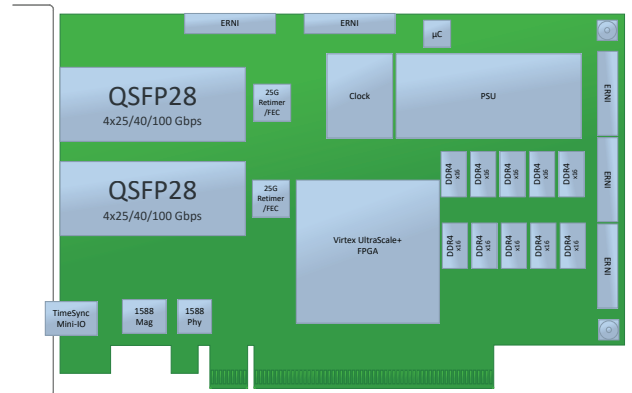 ERNI
ERNI
µC
QSFP28
4x25/40/100 Gbps
25G
Retimer
/FEC
Clock
PSU
ERNI
QSFP28
4x25/40/100 Gbps
25G
Retimer
/FEC
DDR4
x16
DDR4
x16
DDR4
x16
DDR4
x16
DDR4
x16
ERNI
Virtex UltraScale+
FPGA
DDR4
x16
DDR4
x16
DDR4
x16
DDR4
x16
DDR4
x16
ERNI
TimeSync
Mini-IO
1588
Mag
1588
Phy